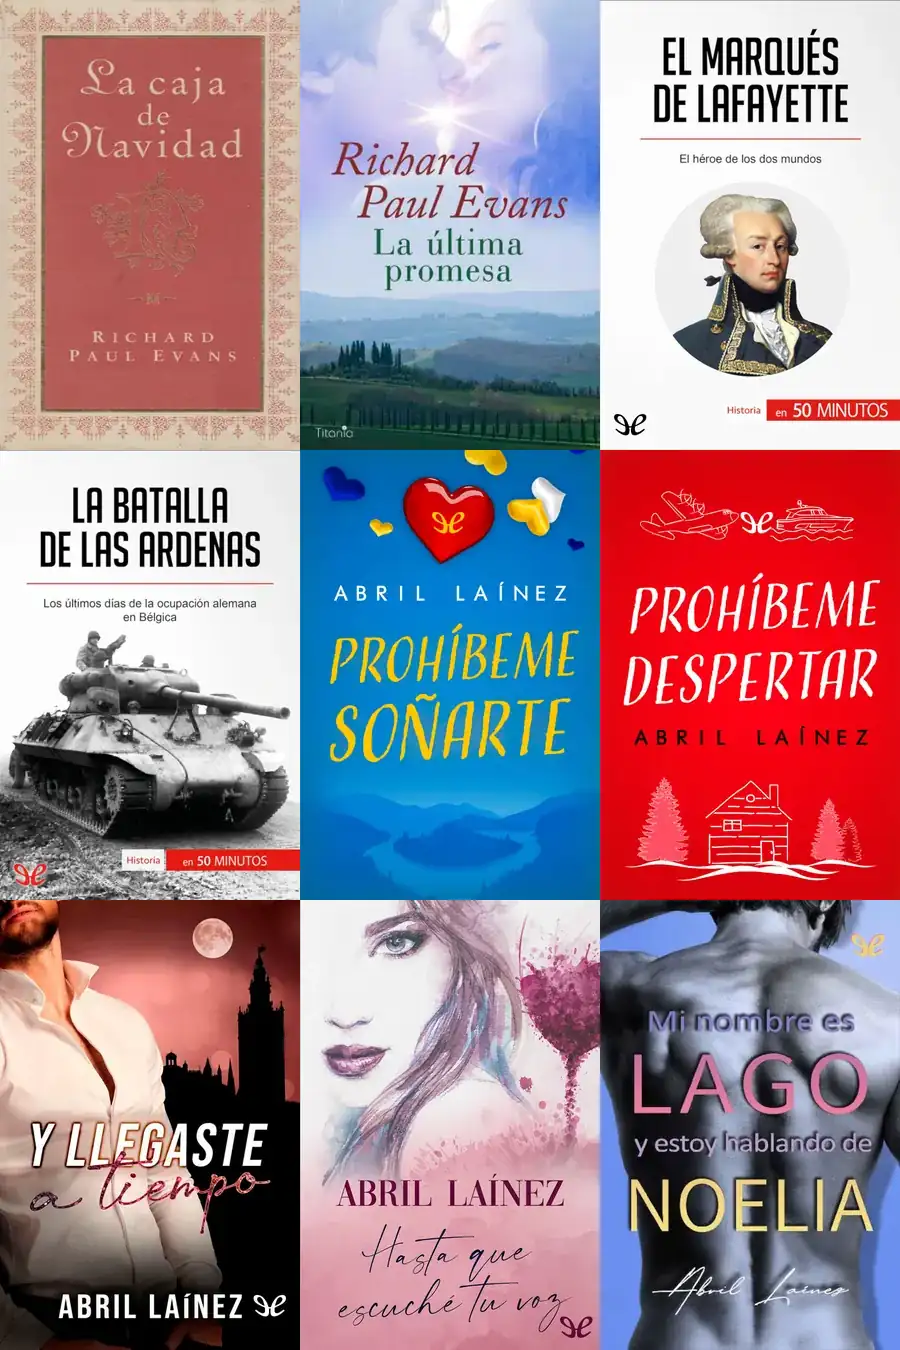 La caja
de
Navidad
RICHARD
PAUL EVANS
Richard
Paul Evans
La última
promesa
Titania
EL MARQUÉS
DE LAFAYETTE
El héroe de los dos mundos
Historia en 50 MINUTOS
LA BATALLA
DE LAS ARDENAS
Los últimos días de la ocupación alemana
en Bélgica
Historia en 50 MINUTOS
ABRIL LAÍNEZ
PROHÍBEME
SOÑARTE
PROHÍBEME
DESPERTAR
ABRIL LAÍNEZ
Y LLEGASTE
a tiempo
ABRIL LAÍNEZ
ABRIL LAÍNEZ
Hasta que
escuché tu voz
Mi nombre es
LAGO
y estoy hablando de
NOELIA
Abril Laínez